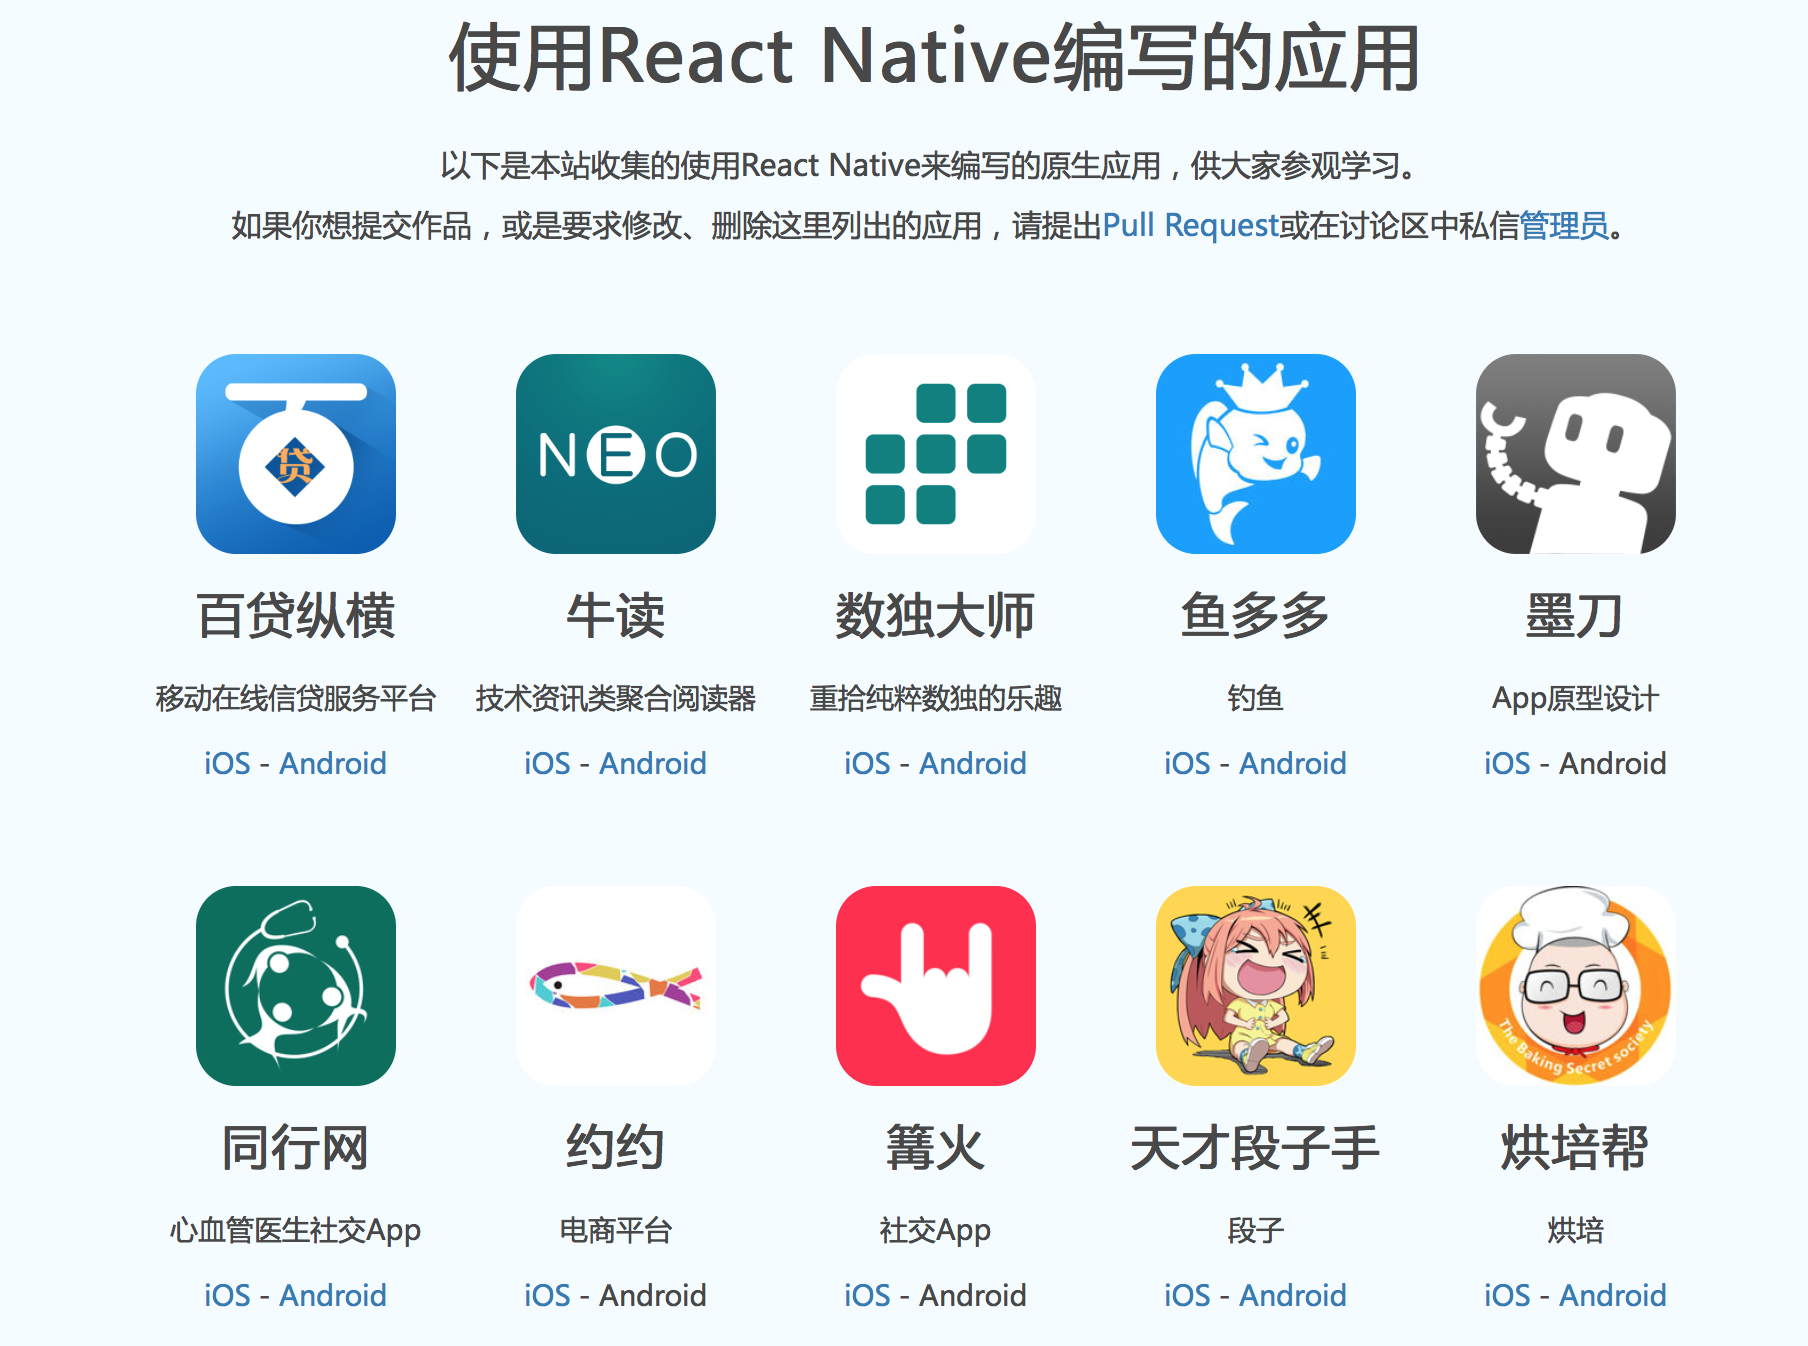 使用React Native编写的应用
以下是本站收集的使用React Native来编写的原生应用，供大家参观学习。
如果你想提交作品，或是要求修改、删除这里列出的应用，请提出Pull Request或在讨论区中私信管理员。
贷
NEO
百贷纵横
牛读
数独大师
鱼多多
墨刀
移动在线信贷服务平台
技术资讯类聚合阅读器
重拾纯粹数独的乐趣
钓鱼
App原型设计
iOS - Android
iOS - Android
iOS - Android
iOS - Android
iOS - Android
The Baking Secret society
同行网
约约
篝火
天才段子手
烘培帮
心血管医生社交App
电商平台
社交App
段子
烘培
iOS - Android
iOS - Android
iOS - Android
iOS - Android
iOS - Android